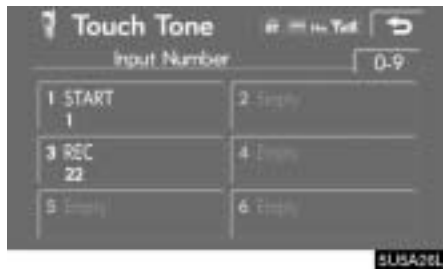 Touch Tone
Input Number
0-9
1 START
1
2 Empty
3 REC
22
4 Empty
5 Empty
6 Empty
5U5A26L